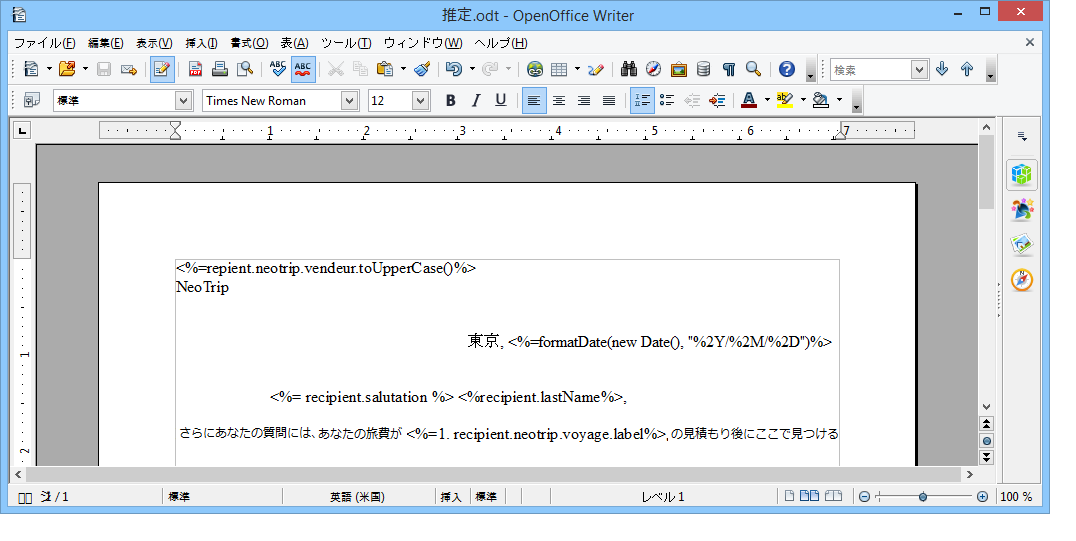 推定.odt - OpenOffice Writer
ファイル(F) 編集(E) 表示(V) 挿入(I) 書式(O) 表(A) ツール(T) ウィンドウ(W) ヘルプ(H)
検索
標準 Times New Roman 12 B I U
1 2 3 4 5 6 7
<%=repient.neotrip.vendeur.toUpperCase()%>
NeoTrip
東京, <%=formatDate(new Date(), "%2Y/%2M/%2D")%>
1
<%= recipient.salutation %> <%recipient.lastName%>,
さらにあなたの質問には、あなたの旅費が <%=1. recipient.neotrip.voyage.label%>, の見積もり後にここで見つける
2
/ 1 標準 英語 (米国) 挿入 標準 レベル 1 100 %